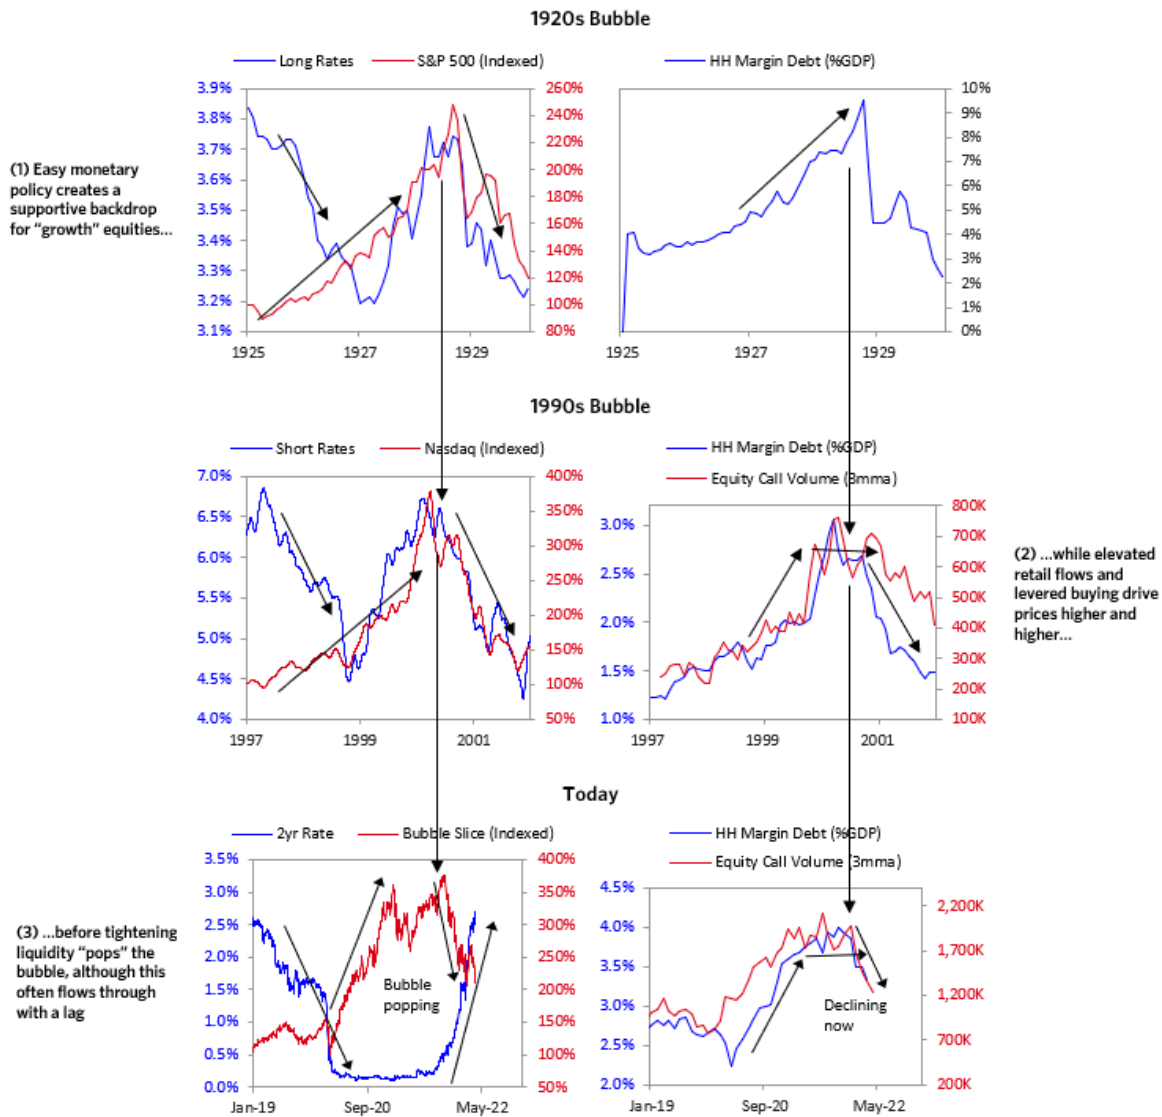 1920s Bubble
Long Rates
S&P 500 (Indexed)
HH Margin Debt (%GDP)
3.9%
3.8%
3.7%
3.6%
3.5%
3.4%
3.3%
3.2%
3.1%
260%
240%
220%
200%
180%
160%
140%
120%
100%
80%
1925
1927
1929
10%
9%
8%
7%
6%
5%
4%
3%
2%
1%
0%
1925
1927
1929
(1) Easy monetary
policy creates a
supportive backdrop
for “growth” equities...
1990s Bubble
Short Rates
Nasdaq (Indexed)
HH Margin Debt (%GDP)
Equity Call Volume (3mma)
7.0%
6.5%
6.0%
5.5%
5.0%
4.5%
4.0%
400%
350%
300%
250%
200%
150%
100%
50%
1997
1999
2001
3.0%
2.5%
2.0%
1.5%
1.0%
800K
700K
600K
500K
400K
300K
200K
100K
1997
1999
2001
(2) ...while elevated
retail flows and
levered buying drive
prices higher and
higher...
Today
2yr Rate
Bubble Slice (Indexed)
HH Margin Debt (%GDP)
Equity Call Volume (3mma)
3.5%
3.0%
2.5%
2.0%
1.5%
1.0%
0.5%
0.0%
400%
350%
300%
250%
200%
150%
100%
50%
Bubble
popping
Jan-19
Sep-20
May-22
4.5%
4.0%
3.5%
3.0%
2.5%
2.0%
2,200K
1,700K
1,200K
700K
200K
Declining
now
Jan-19
Sep-20
May-22
(3) ...before tightening
liquidity “pops” the
bubble, although this
often flows through
with a lag